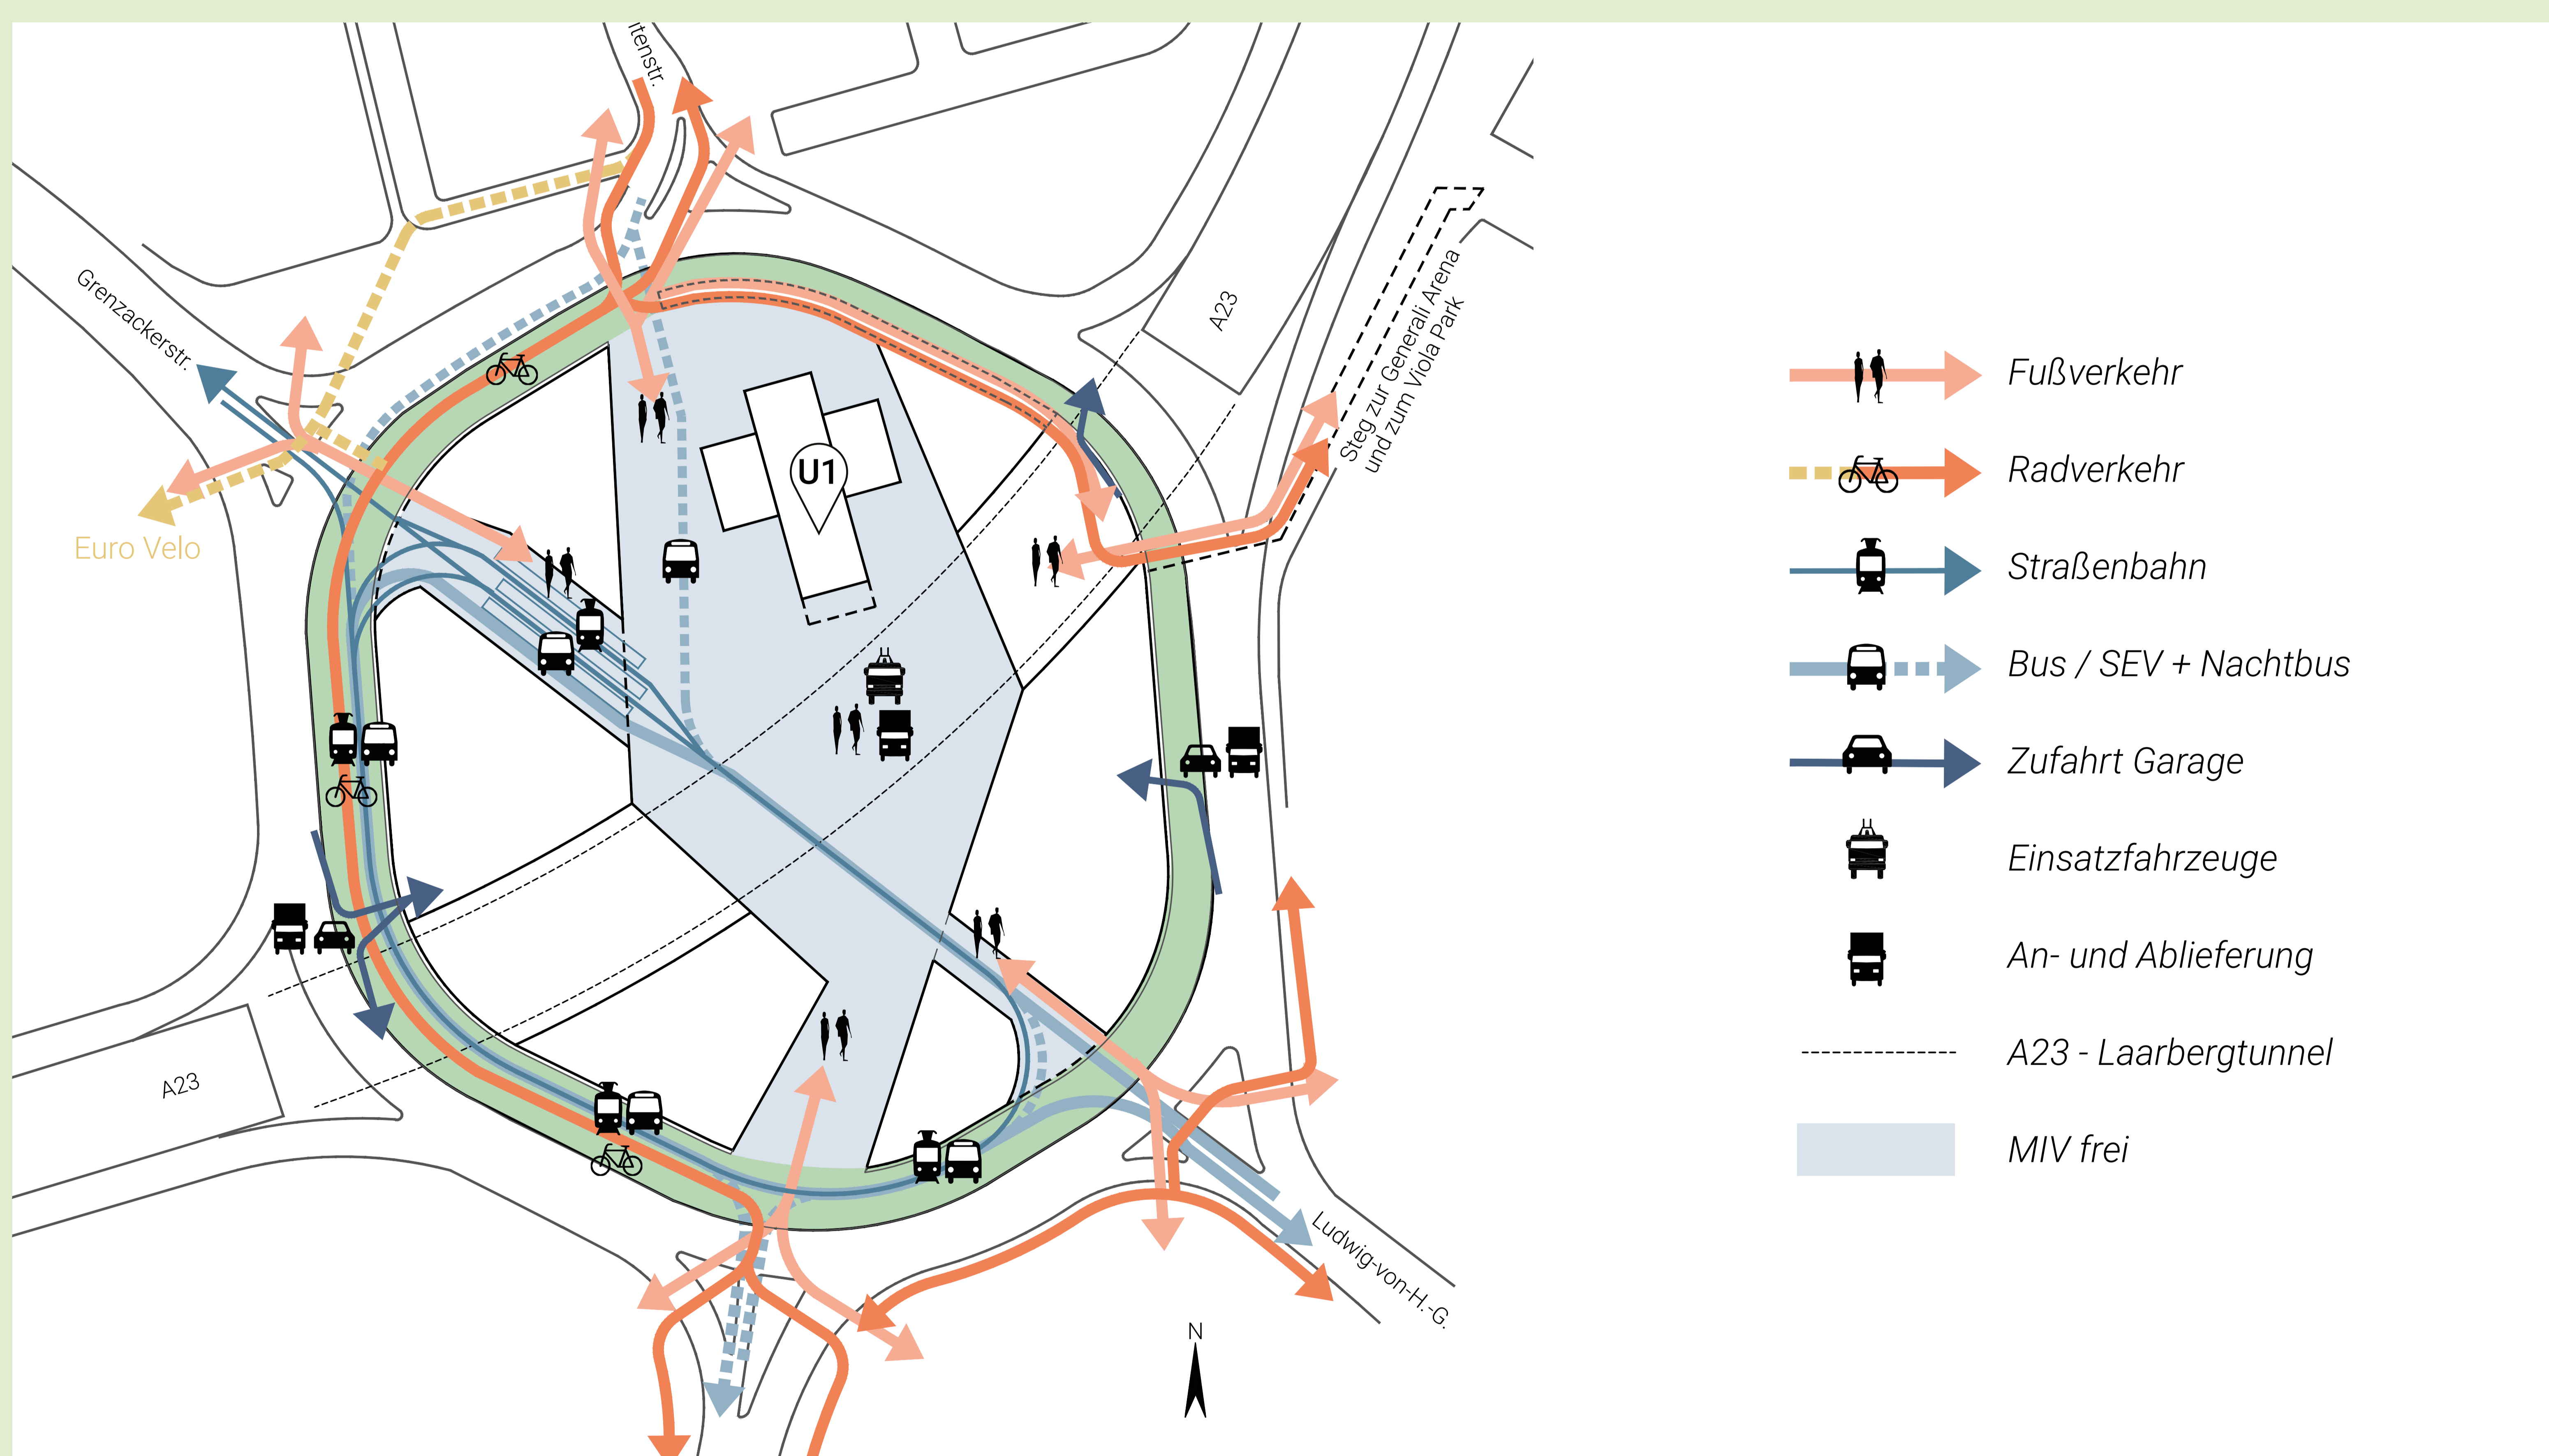 itenstr.
Grenzackerstr.
A23
Steg zur Generali Arena
und zum Viola Park
U1
Euro Velo
A23
Ludwig-von-H.-G.
N
Fußverkehr
Radverkehr
Straßenbahn
Bus / SEV + Nachtbus
Zufahrt Garage
Einsatzfahrzeuge
An- und Ablieferung
A23 - Laarbergtunnel
MIV frei